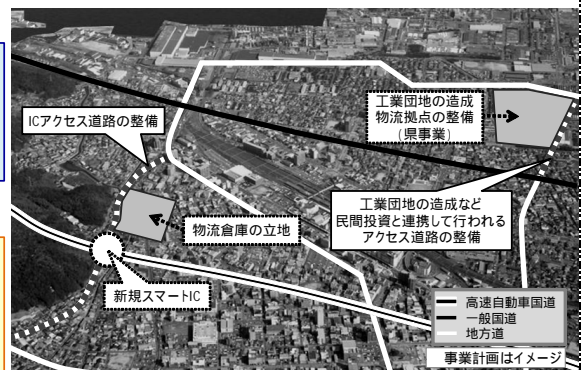 工業団地の造成
物流拠点の整備
(県事業)
ICアクセス道路の整備
工業団地の造成など
民間投資と連携して行われる
アクセス道路の整備
物流倉庫の立地
新規スマートIC
高速自動車国道
一般国道
地方道
事業計画はイメージ